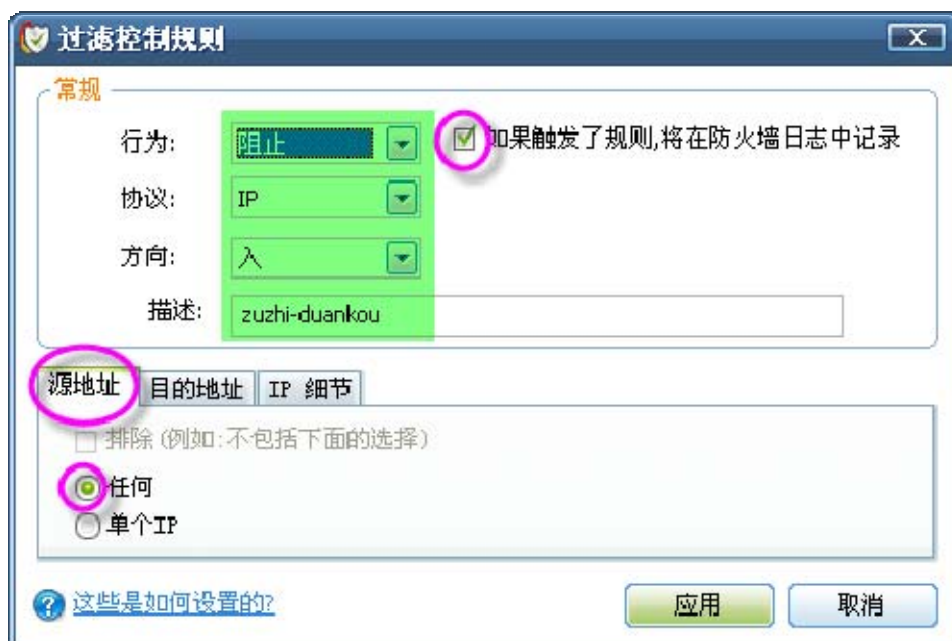 过滤控制规则
常规
行为: 阻止 如果触发了规则,将在防火墙日志中记录
协议: IP
方向: 入
描述: zuzhi-duankou
源地址 目的地址 IP 细节
排除(例如:不包括下面的选择)
任何
单个IP
这些是如何设置的? 应用 取消